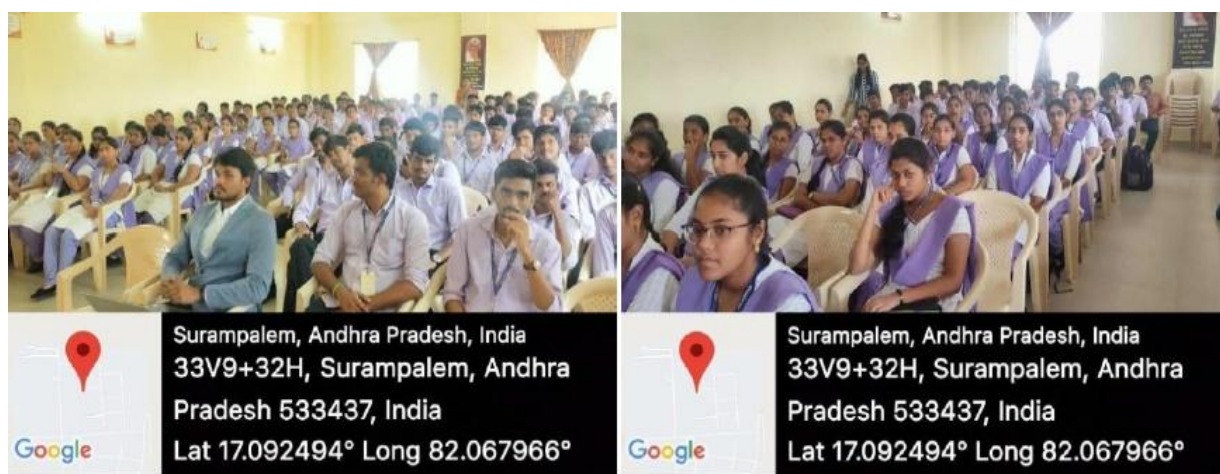 Surampalem, Andhra Pradesh, India
33V9+32H, Surampalem, Andhra
Pradesh 533437, India
Lat 17.092494° Long 82.067966°
Google
Surampalem, Andhra Pradesh, India
33V9+32H, Surampalem, Andhra
Pradesh 533437, India
Lat 17.092494° Long 82.067966°
Google